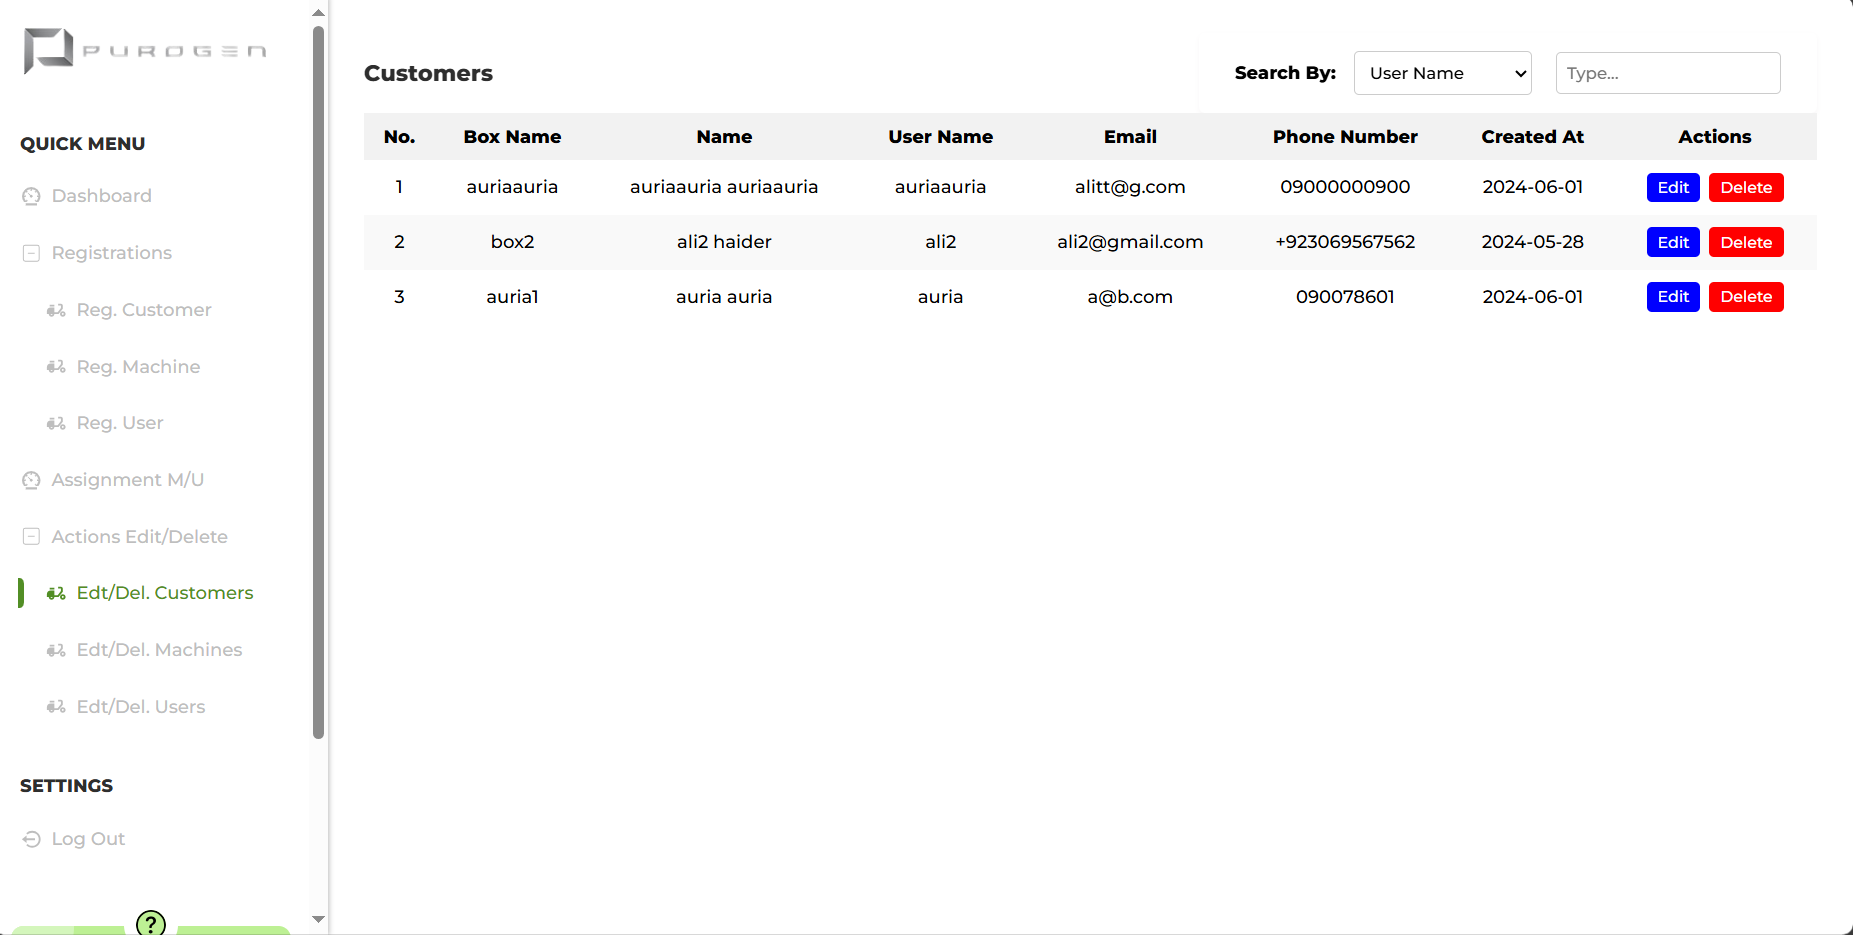 PUROGEN
QUICK MENU
Dashboard
Registrations
Reg. Customer
Reg. Machine
Reg. User
Assignment M/U
Actions Edit/Delete
Edt/Del. Customers
Edt/Del. Machines
Edt/Del. Users
SETTINGS
Log Out
?
Customers Search By: User Name Type...
No. Box Name Name User Name Email Phone Number Created At Actions
1 auriaauria auriaauria auriaauria auriaauria alitt@g.com 09000000900 2024-06-01 Edit Delete
2 box2 ali2 haider ali2 ali2@gmail.com +923069567562 2024-05-28 Edit Delete
3 auria1 auria auria auria a@b.com 090078601 2024-06-01 Edit Delete